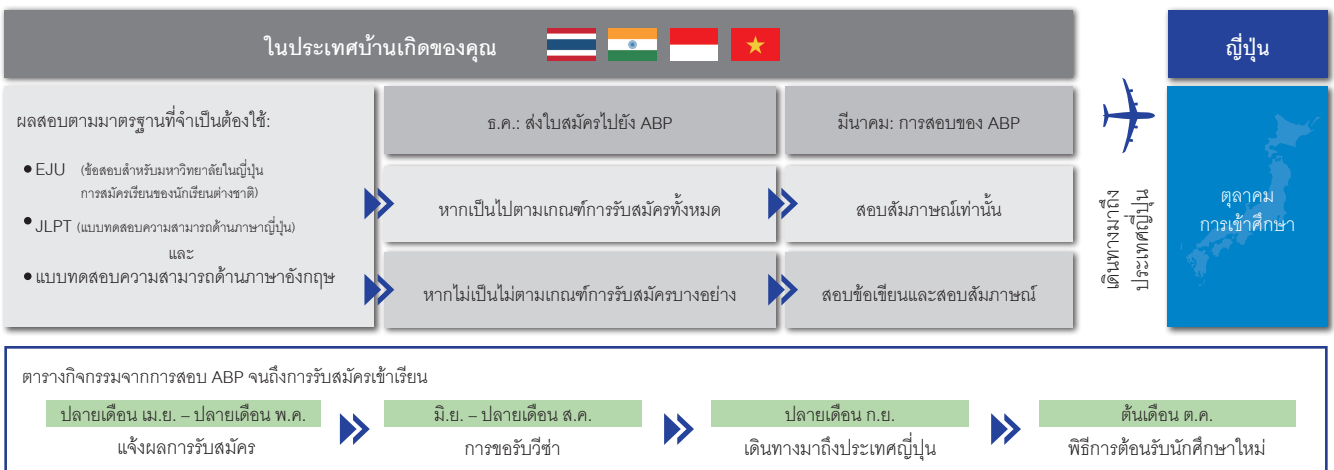 ในประเทศบ้านเกิดของคุณ
ญี่ปุ่น
ผลสอบตามมาตรฐานที่จำเป็นต้องใช้:
• EJU (ข้อสอบสำหรับมหาวิทยาลัยในญี่ปุ่น
การสมัครเรียนของนักเรียนต่างชาติ)
• JLPT (แบบทดสอบความสามารถด้านภาษาญี่ปุ่น)
และ
• แบบทดสอบความสามารถด้านภาษาอังกฤษ
ธ.ค.: ส่งใบสมัครไปยัง ABP
มีนาคม: การสอบของ ABP
หากเป็นไปตามเกณฑ์การรับสมัครทั้งหมด
สอบสัมภาษณ์เท่านั้น
หากไม่เป็นไม่ตามเกณฑ์การรับสมัครบางอย่าง
สอบข้อเขียนและสอบสัมภาษณ์
เดินทางมาถึง
ประเทศญี่ปุ่น
ตุลาคม
การเข้าศึกษา
ตารางกิจกรรมจากการสอบ ABP จนถึงการรับสมัครเข้าเรียน
ปลายเดือน เม.ย. – ปลายเดือน พ.ค.
แจ้งผลการรับสมัคร
มิ.ย. – ปลายเดือน ส.ค.
การขอรับวีซ่า
ปลายเดือน ก.ย.
เดินทางมาถึงประเทศญี่ปุ่น
ต้นเดือน ต.ค.
พิธีการต้อนรับนักศึกษาใหม่